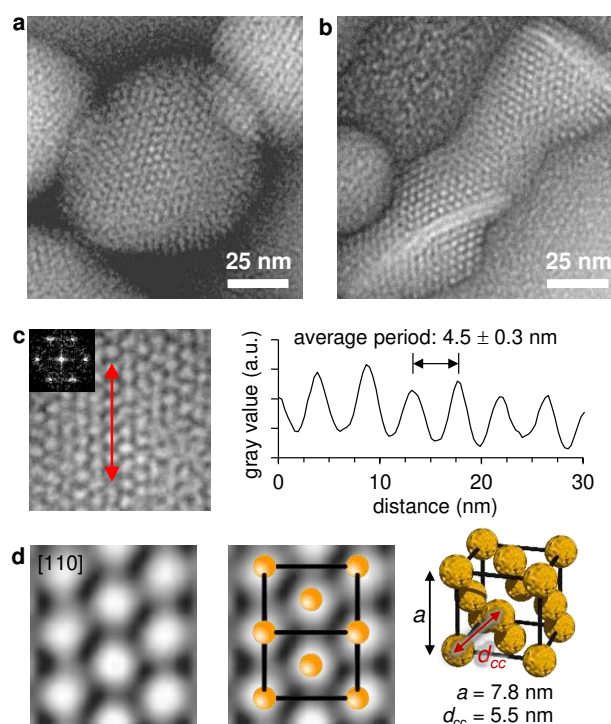 a
b
25 nm
25 nm
c
average period: 4.5 ± 0.3 nm
gray value (a.u.)
0
10
20
30
distance (nm)
d
[110]
a
dcc
a = 7.8 nm
dcc = 5.5 nm